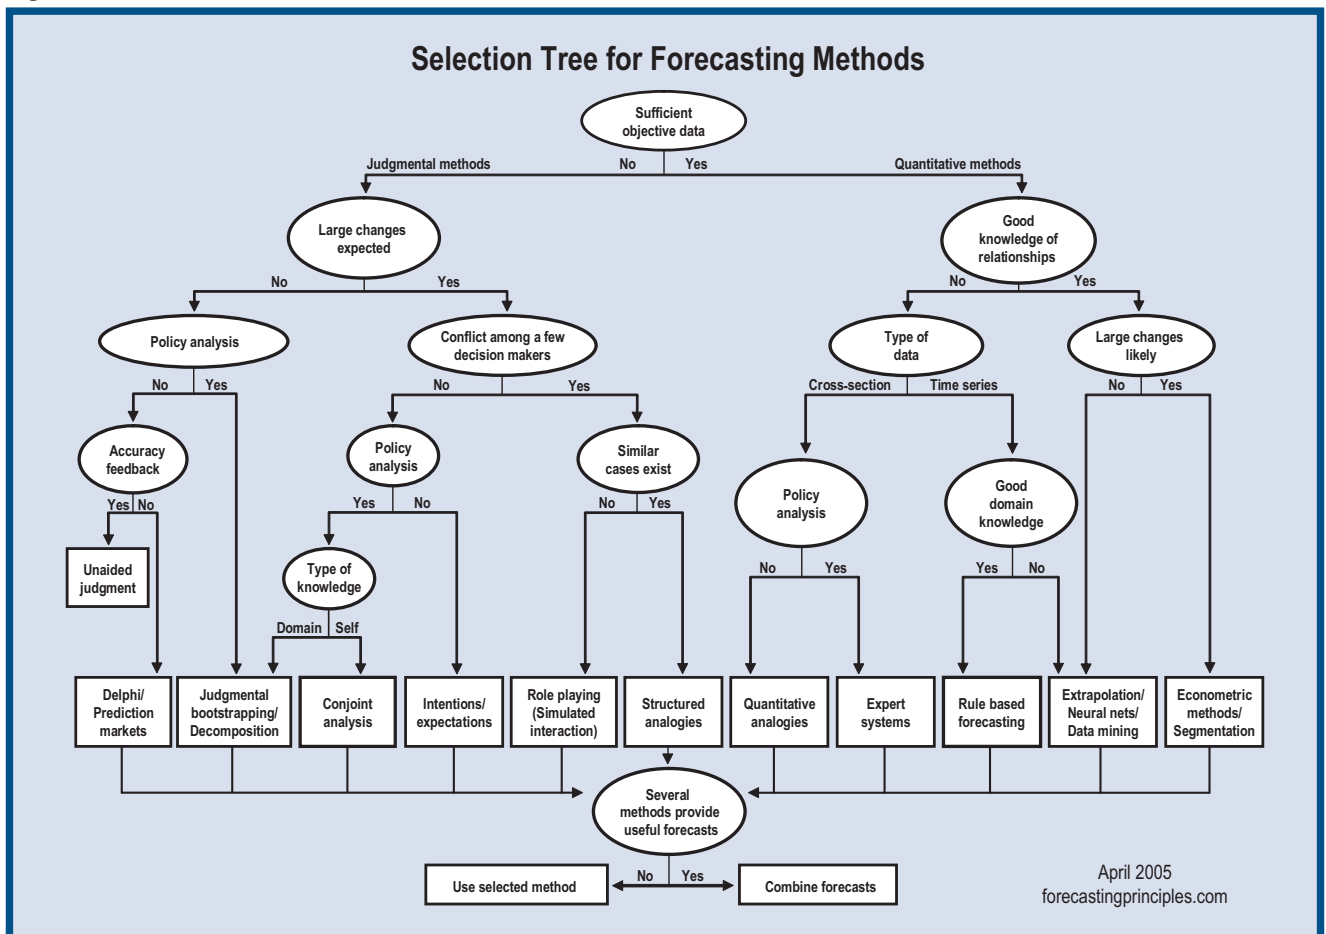 Selection Tree for Forecasting Methods
Sufficient
objective data
Judgmental methods
No
Yes
Quantitative methods
Large changes
expected
Good
knowledge of
relationships
No
Yes
No
Yes
Policy analysis
Conflict among a few
decision makers
Type of
data
Large changes
likely
No
Yes
No
Yes
Cross-section
Time series
No
Yes
Accuracy
feedback
Policy
analysis
Similar
cases exist
Policy
analysis
Good
domain
knowledge
Yes
No
Yes
No
No
Yes
Unaided
judgment
Type of
knowledge
No
Yes
Yes
No
Domain
Self
Delphi/
Prediction
markets
Judgmental
bootstrapping/
Decomposition
Conjoint
analysis
Intentions/
expectations
Role playing
(Simulated
interaction)
Structured
analogies
Quantitative
analogies
Expert
systems
Rule based
forecasting
Extrapolation/
Neural nets/
Data mining
Econometric
methods/
Segmentation
Several
methods provide
useful forecasts
Use selected method
No
Yes
Combine forecasts
April 2005
forecastingprinciples.com